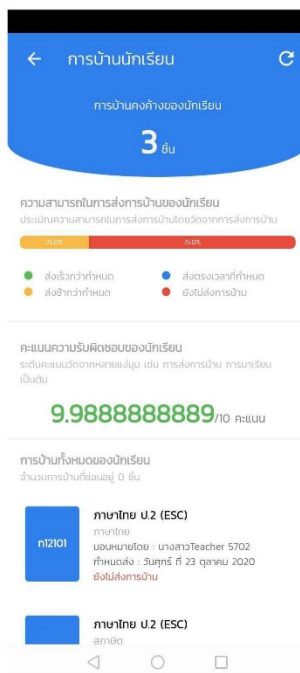 การบ้านนักเรียน
การบ้านคงค้างของนักเรียน
3 ชิ้น
ความสามารถในการส่งการบ้านของนักเรียน
ประเมินความสามารถในการส่งการบ้านโดยวัดจากการส่งการบ้าน
25.0% 75.0%
ส่งเร็วกว่ากำหนด ส่งตรงเวลาที่กำหนด
ส่งช้ากว่ากำหนด ยังไม่ส่งการบ้าน
คะแนนความรับผิดชอบของนักเรียน
ระดับคะแนนวัดจากหลายแง่มุม เช่น การส่งการบ้าน การมาเรียน
เป็นต้น
9.9888888889/10 คะแนน
การบ้านทั้งหมดของนักเรียน
จำนวนการบ้านที่ซ่อนอยู่ 0 ชิ้น
ภาษาไทย ป.2 (ESC)
ภาษาไทย
ท12101
มอบหมายโดย : นางสาวTeacher 5702
กำหนดส่ง : วันศุกร์ ที่ 23 ตุลาคม 2020
ยังไม่ส่งการบ้าน
ภาษาไทย ป.2 (ESC)
สุภาษิต